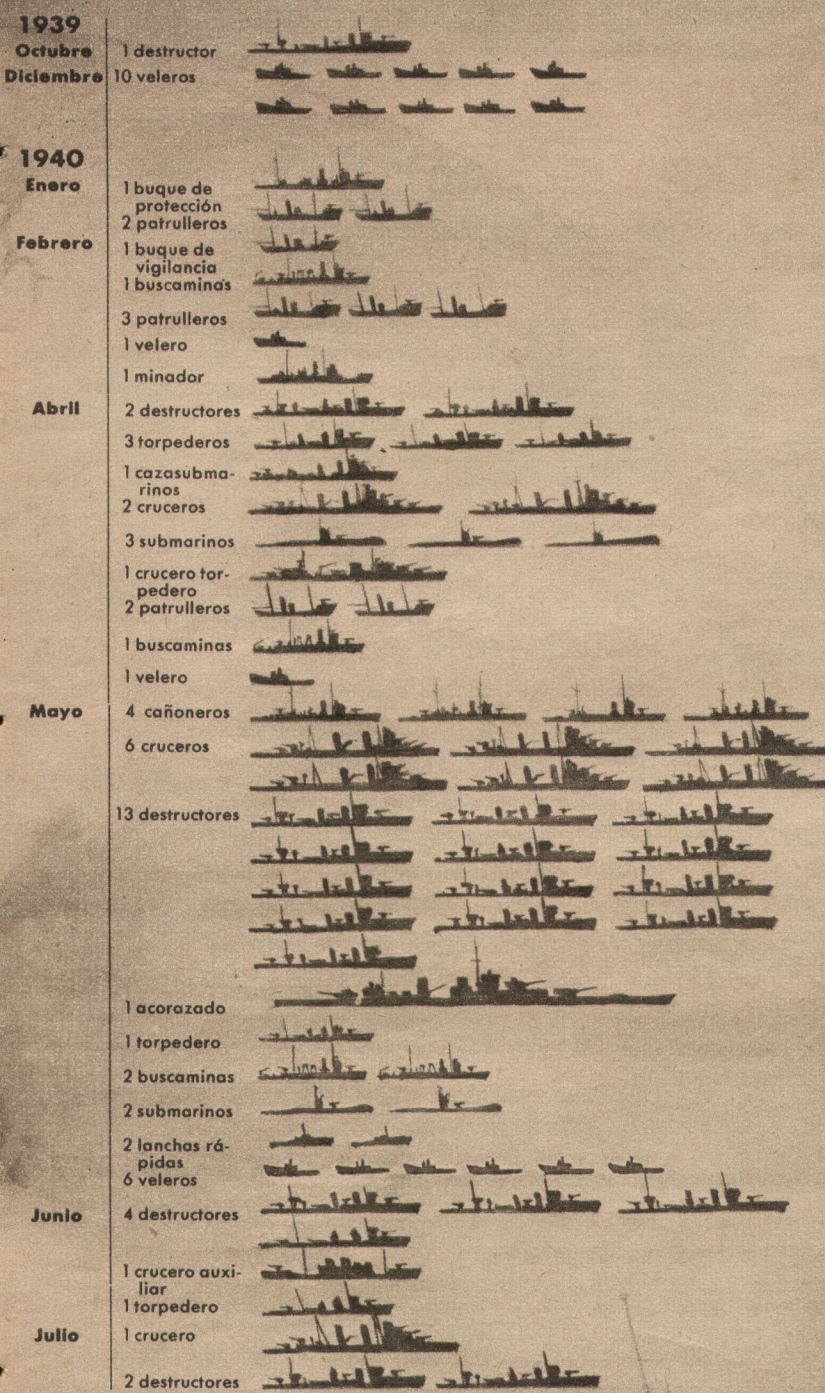 1939
Octubre 1 destructor
Diciembre 10 veleros
1940
Enero 1 buque de
protección
2 patrulleros
Febrero 1 buque de
vigilancia
1 buscaminas
3 patrulleros
1 velero
1 minador
Abril 2 destructores
3 torpederos
1 cazasubma-
rinos
2 cruceros
3 submarinos
1 crucero tor-
pedero
2 patrulleros
1 buscaminas
1 velero
Mayo 4 cañoneros
6 cruceros
13 destructores
1 acorazado
1 torpedero
2 buscaminas
2 submarinos
2 lanchas rá-
pidas
6 veleros
Junio 4 destructores
1 crucero auxi-
liar
1 torpedero
Julio 1 crucero
2 destructores